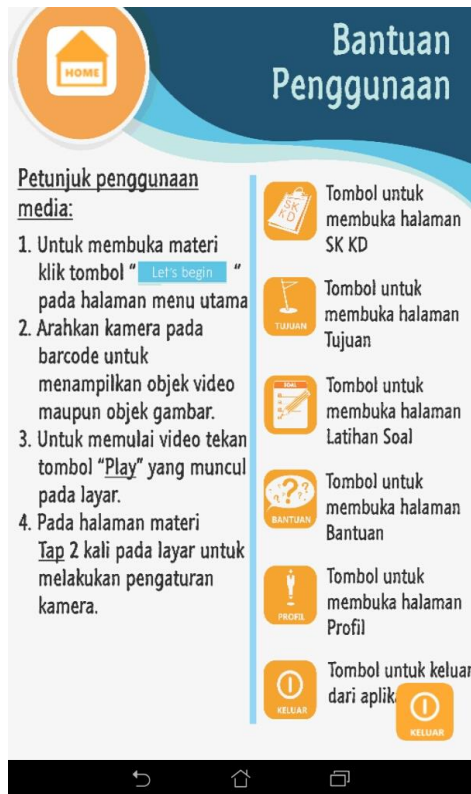 HOME
Bantuan
Penggunaan
Petunjuk penggunaan
media:
1. Untuk membuka materi
klik tombol “ Let's begin “
pada halaman menu utama
2. Arahkan kamera pada
barcode untuk
menampilkan objek video
maupun objek gambar.
3. Untuk memulai video tekan
tombol “Play” yang muncul
pada layar.
4. Pada halaman materi
Tap 2 kali pada layar untuk
melakukan pengaturan
kamera.
SK
KD
Tombol untuk
membuka halaman
SK KD
TUJUAN
Tombol untuk
membuka halaman
Tujuan
SOAL
Tombol untuk
membuka halaman
Latihan Soal
BANTUAN
Tombol untuk
membuka halaman
Bantuan
PROFIL
Tombol untuk
membuka halaman
Profil
KELUAR
Tombol untuk keluar
dari aplik
KELUAR